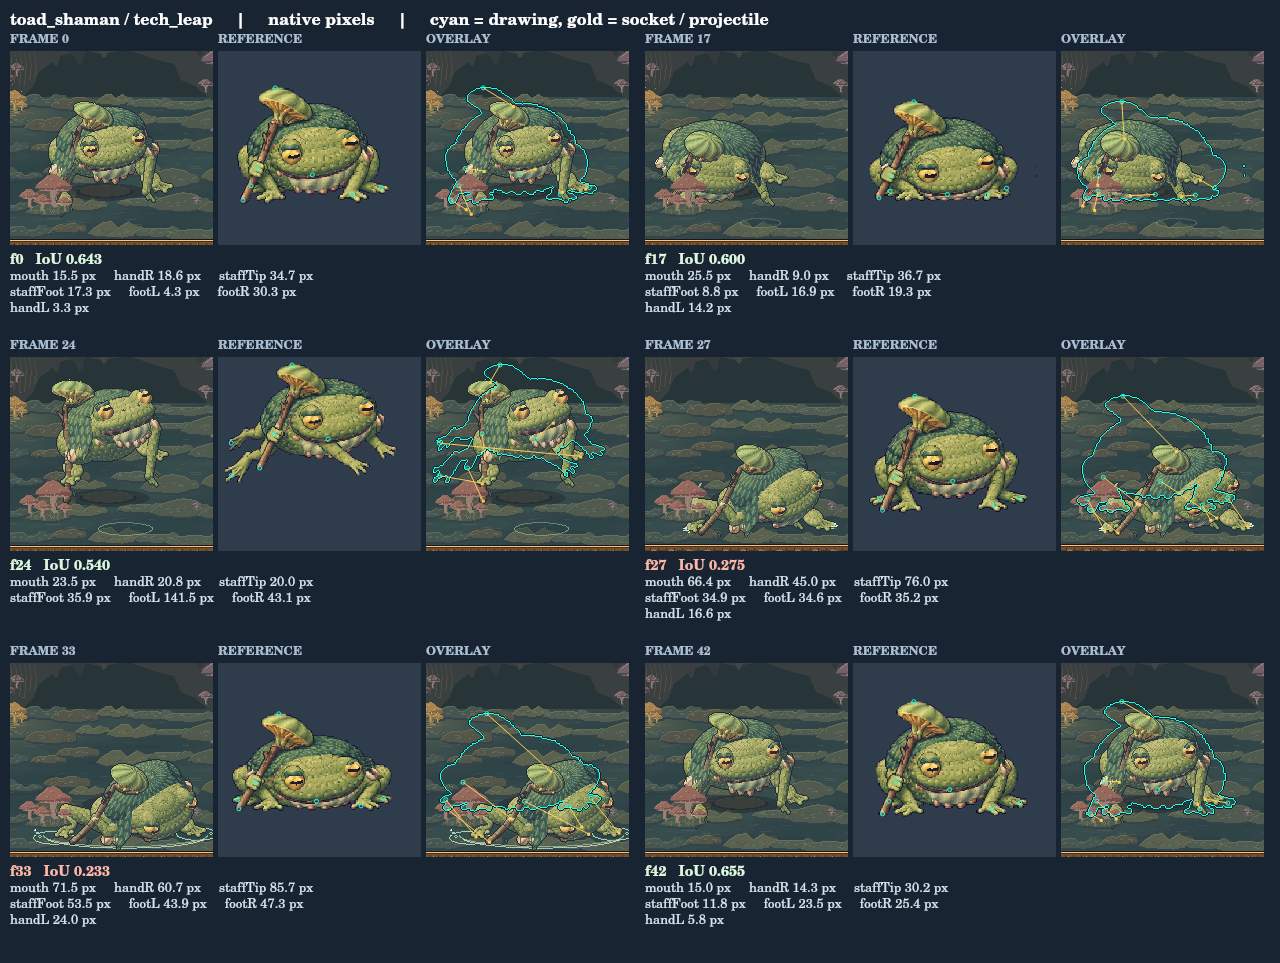 toad_shaman / tech_leap | native pixels | cyan = drawing, gold = socket / projectile
FRAME 0 REFERENCE OVERLAY FRAME 17 REFERENCE OVERLAY
f0 IoU 0.643
mouth 15.5 px handR 18.6 px staffTip 34.7 px
staffFoot 17.3 px footL 4.3 px footR 30.3 px
handL 3.3 px
f17 IoU 0.600
mouth 25.5 px handR 9.0 px staffTip 36.7 px
staffFoot 8.8 px footL 16.9 px footR 19.3 px
handL 14.2 px
FRAME 24 REFERENCE OVERLAY FRAME 27 REFERENCE OVERLAY
f24 IoU 0.540
mouth 23.5 px handR 20.8 px staffTip 20.0 px
staffFoot 35.9 px footL 141.5 px footR 43.1 px
f27 IoU 0.275
mouth 66.4 px handR 45.0 px staffTip 76.0 px
staffFoot 34.9 px footL 34.6 px footR 35.2 px
handL 16.6 px
FRAME 33 REFERENCE OVERLAY FRAME 42 REFERENCE OVERLAY
f33 IoU 0.233
mouth 71.5 px handR 60.7 px staffTip 85.7 px
staffFoot 53.5 px footL 43.9 px footR 47.3 px
handL 24.0 px
f42 IoU 0.655
mouth 15.0 px handR 14.3 px staffTip 30.2 px
staffFoot 11.8 px footL 23.5 px footR 25.4 px
handL 5.8 px